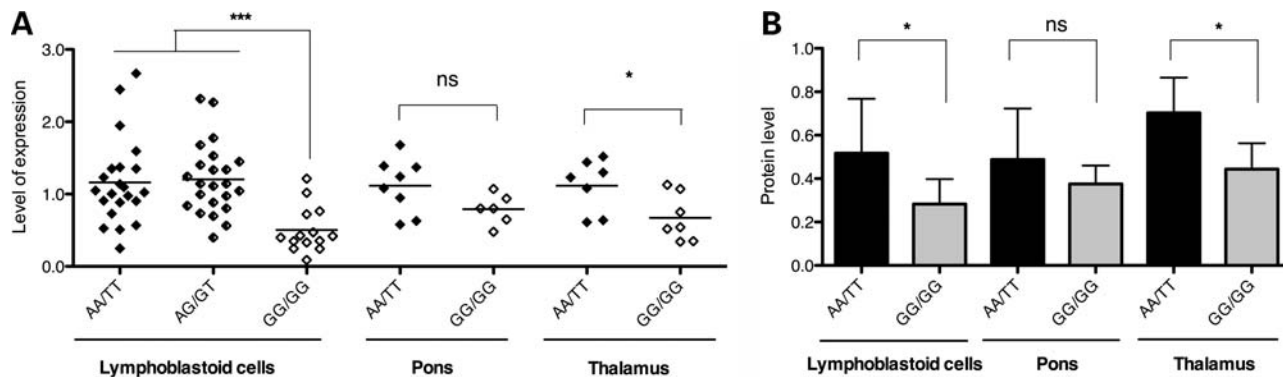 A
***
Level of expression
3.0
2.0
1.0
0.0
ns
*
AA/TT
AG/GT
GG/GG
AA/TT
GG/GG
AA/TT
GG/GG
Lymphoblastoid cells
Pons
Thalamus
B
*
ns
*
Protein level
1.0
0.8
0.6
0.4
0.2
0.0
AA/TT
GG/GG
AA/TT
GG/GG
AA/TT
GG/GG
Lymphoblastoid cells
Pons
Thalamus